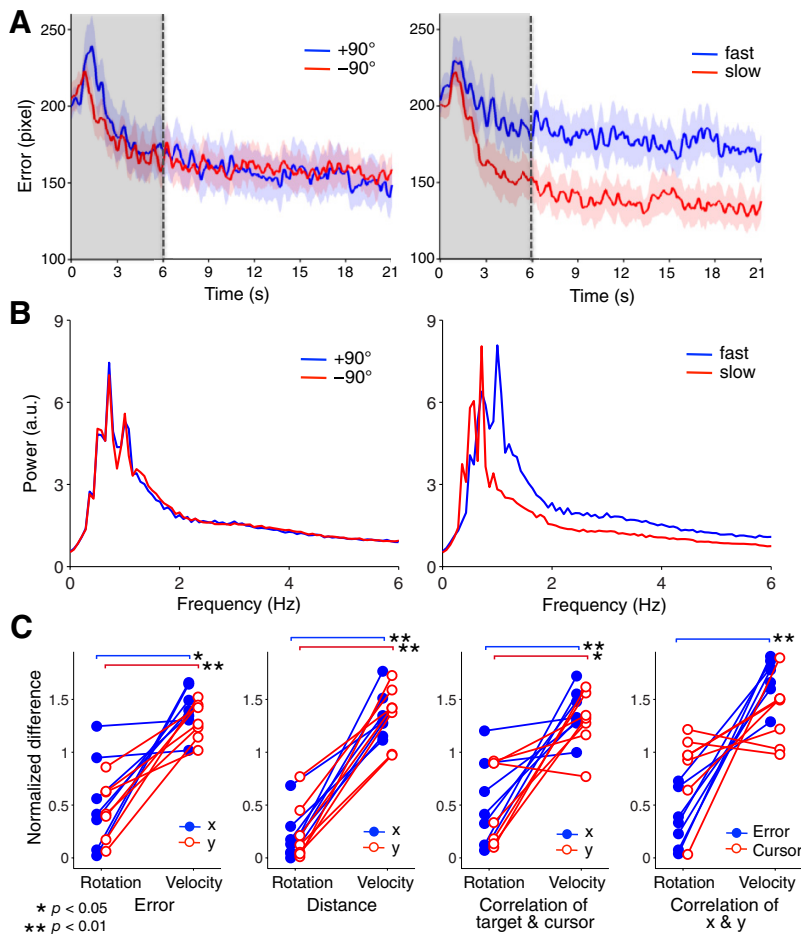 A
250
200
150
100
Error (pixel)
0 3 6 9 12 15 18 21
Time (s)
+90°
−90°
250
200
150
100
0 3 6 9 12 15 18 21
Time (s)
fast
slow
B
9
6
3
0
Power (a.u.)
0 2 4 6
Frequency (Hz)
+90°
−90°
9
6
3
0
0 2 4 6
Frequency (Hz)
fast
slow
C
Normalized difference
1.5
1
0.5
0
*
**
x
y
Rotation Velocity
Error
1.5
1
0.5
0
**
**
x
y
Rotation Velocity
Distance
1.5
1
0.5
0
**
*
x
y
Rotation Velocity
Correlation of
target & cursor
1.5
1
0.5
0
**
Error
Cursor
Rotation Velocity
Correlation of
x & y
* p < 0.05
** p < 0.01